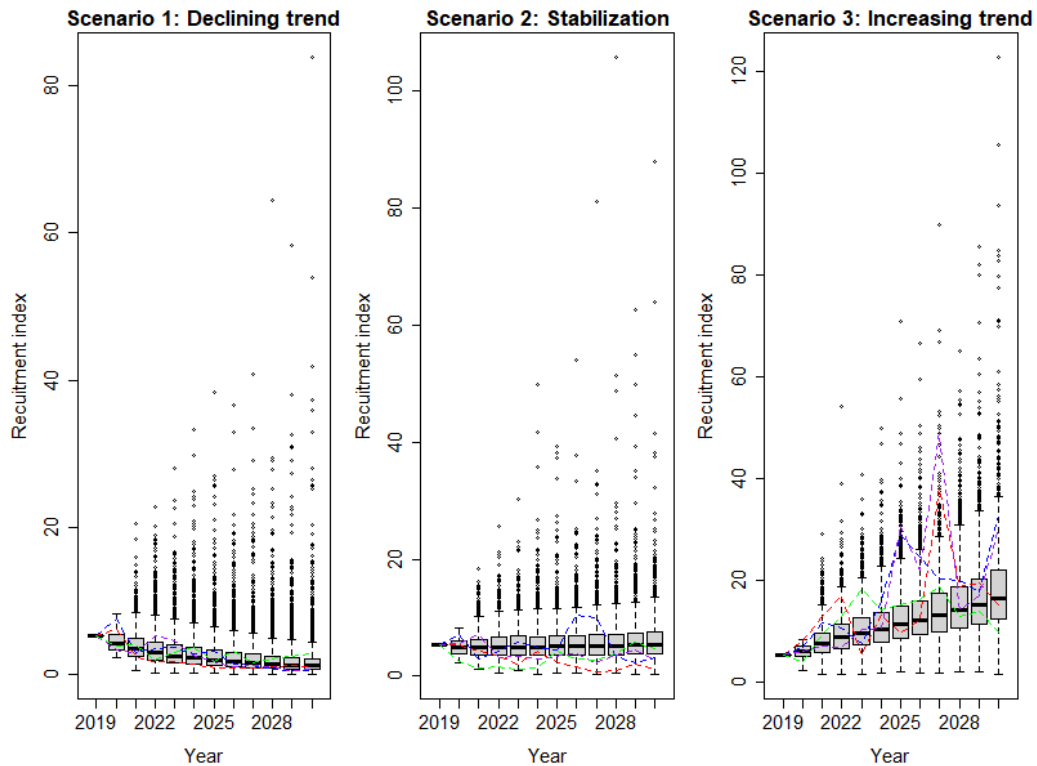 Scenario 1: Declining trend
Recuitment index
80
60
40
20
0
2019 2022 2025 2028
Year
Scenario 2: Stabilization
Recuitment index
100
80
60
40
20
0
2019 2022 2025 2028
Year
Scenario 3: Increasing trend
Recuitment index
120
100
80
60
40
20
0
2019 2022 2025 2028
Year